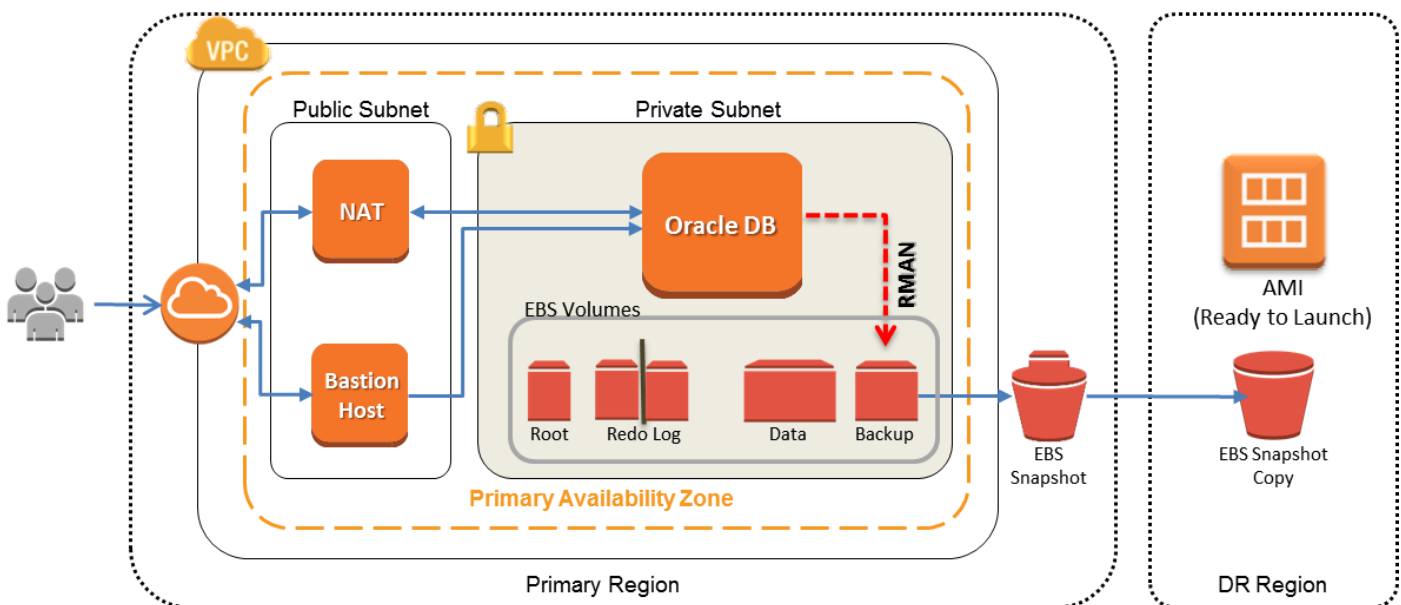 VPC
Public Subnet
Private Subnet
NAT
Oracle DB
RMAN
AMI
(Ready to Launch)
EBS Volumes
Bastion
Host
Root
Redo Log
Data
Backup
EBS
Snapshot
EBS Snapshot
Copy
Primary Availability Zone
Primary Region
DR Region